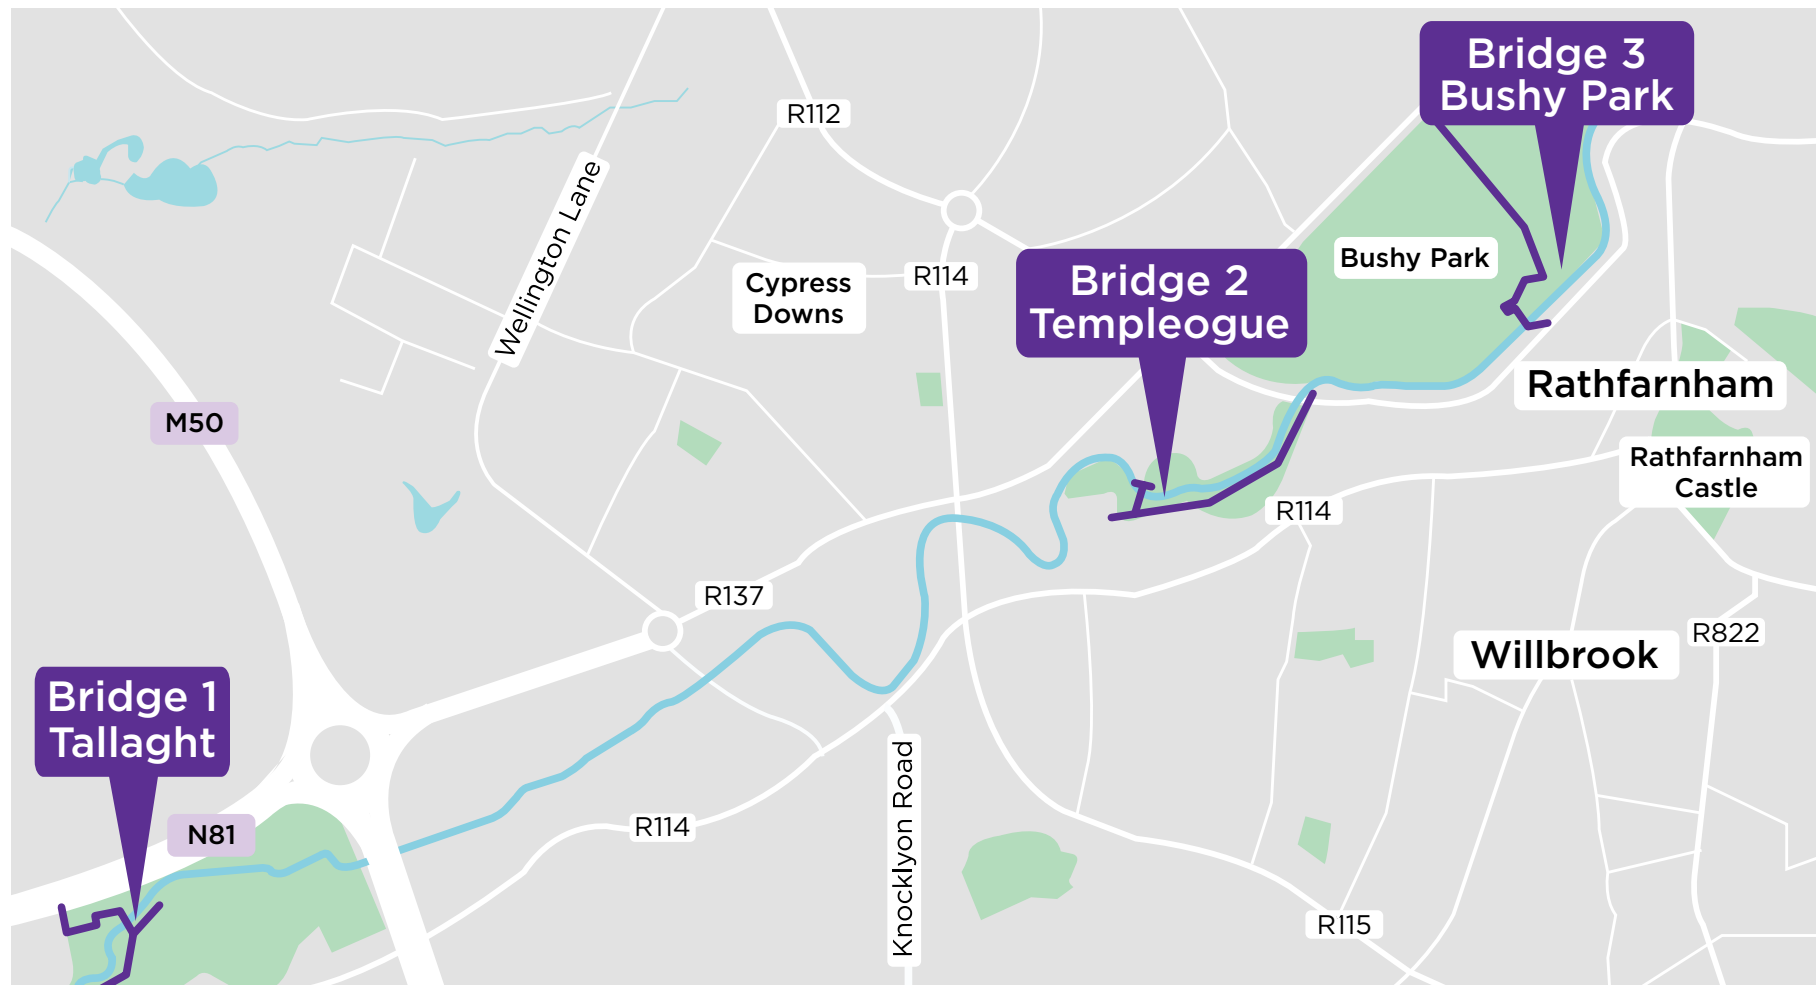 Bridge 3
Bushy Park
R112
Wellington Lane
Bushy Park
Cypress
Downs
R114
Bridge 2
Templeogue
Rathfarnham
M50
Rathfarnham
Castle
R114
R137
R822
Willbrook
Bridge 1
Tallaght
N81
R114
Knocklyon Road
R115